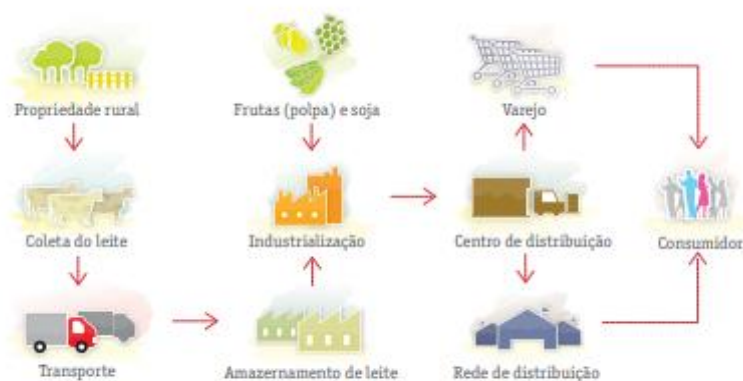 Propriedade rural
Frutas (polpa) e soja
Varejo
Coleta do leite
Industrialização
Centro de distribuição
Consumidor
Transporte
Amazernamento de leite
Rede de distribuição